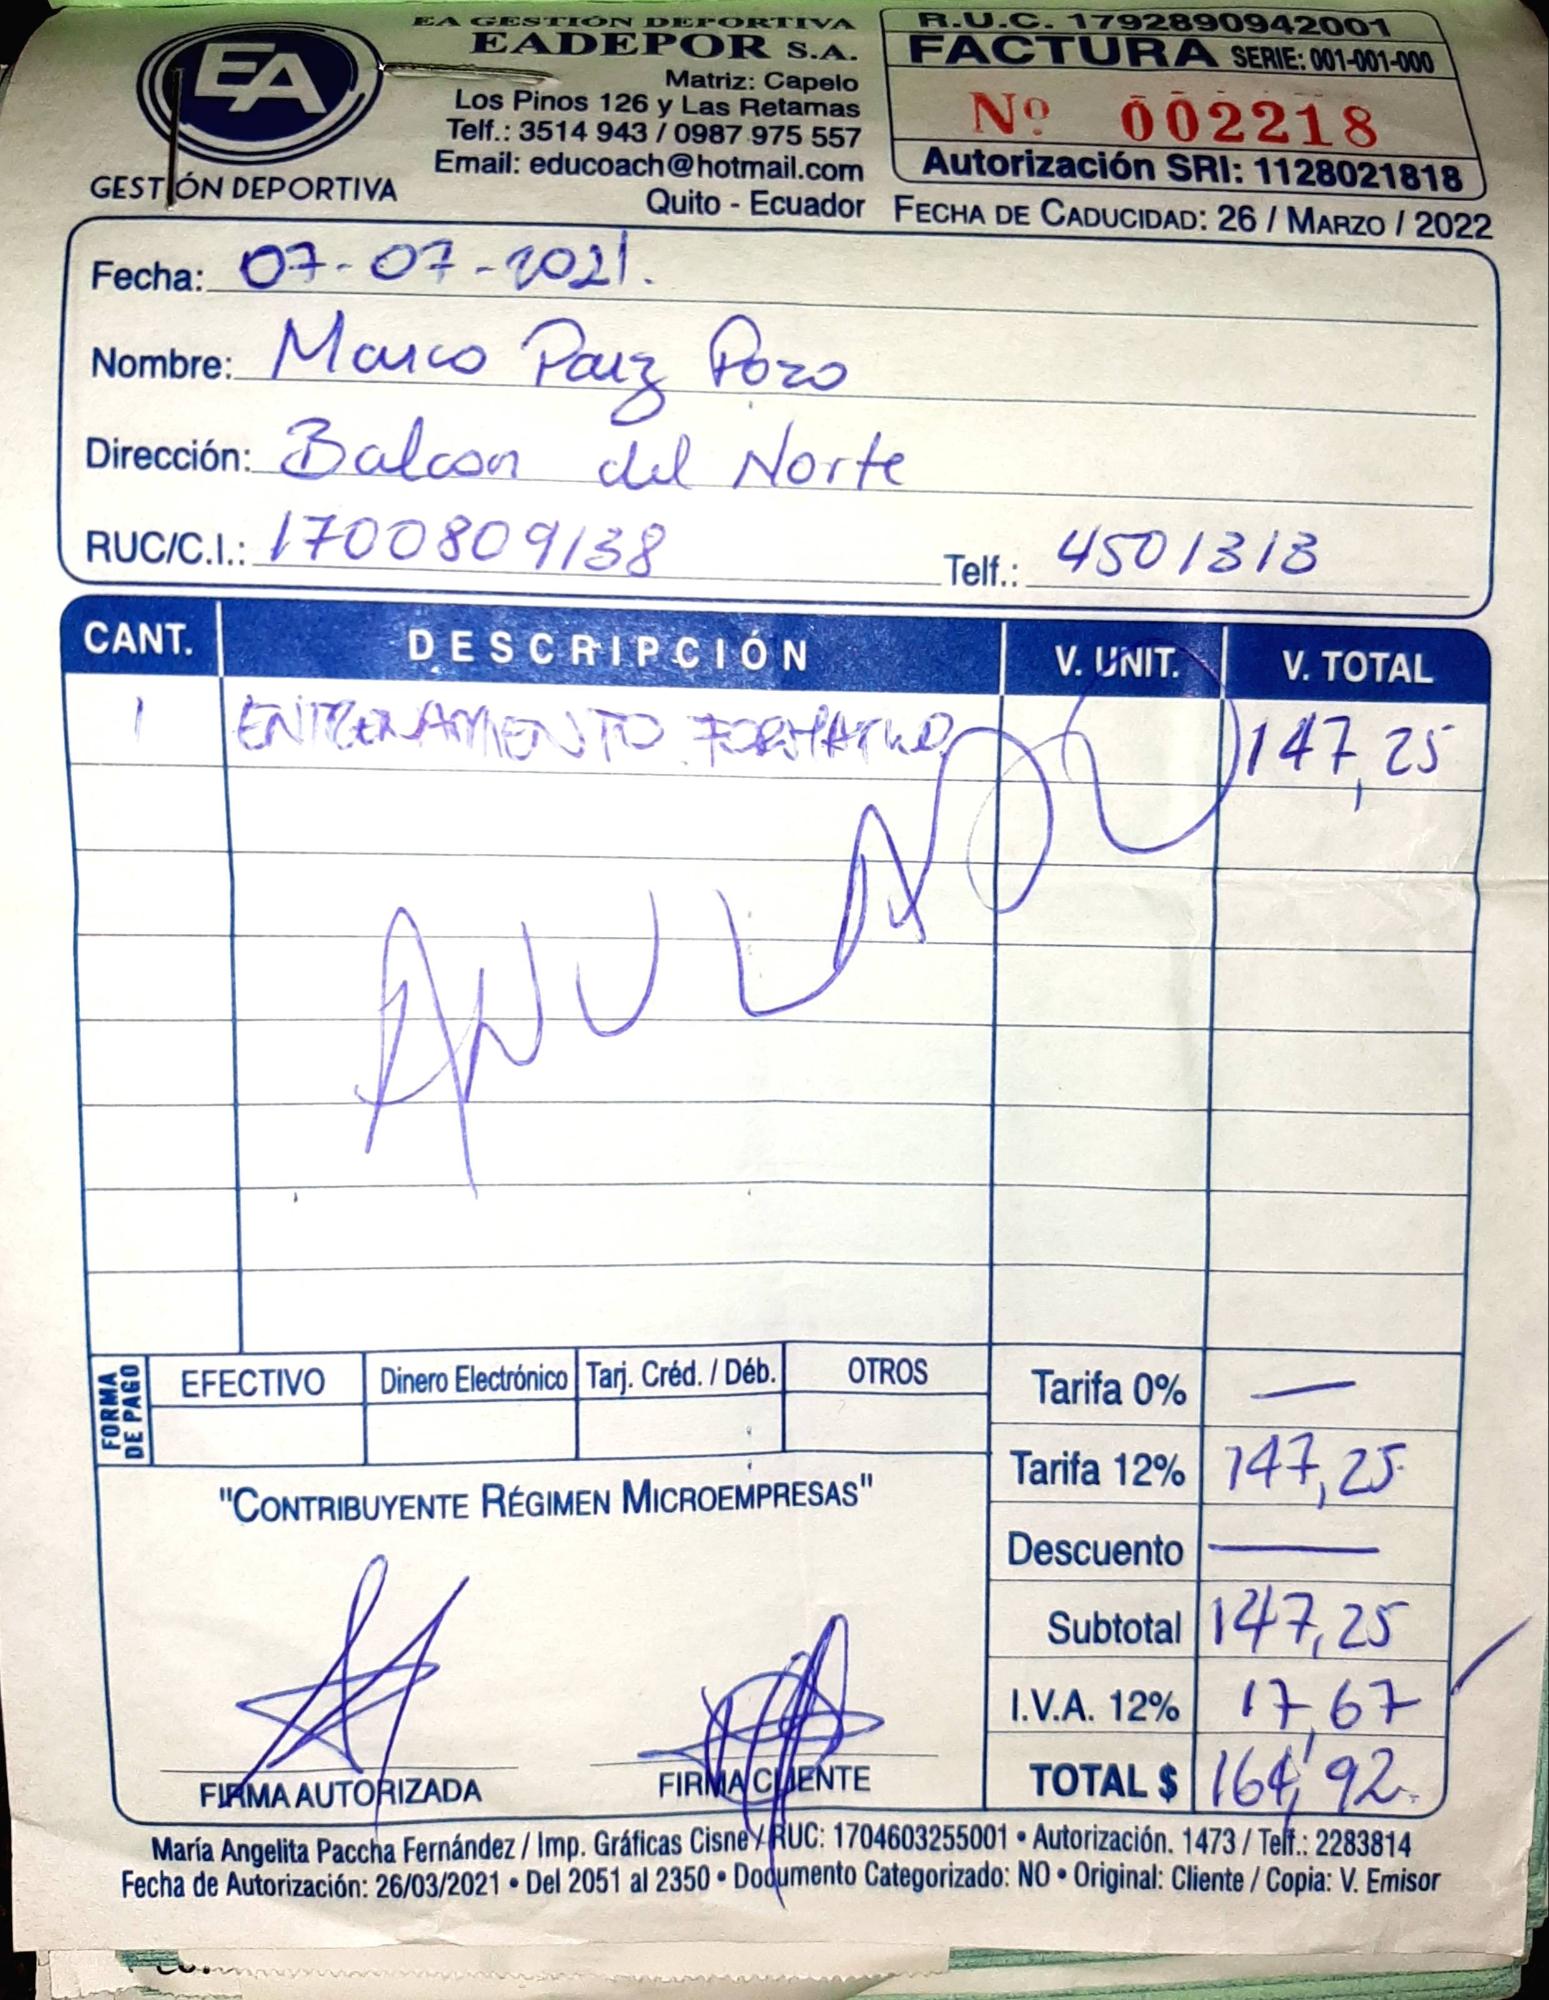 EA GESTIÓN DEPORTIVA
EADEPOR S.A.
Matriz: Capelo
Los Pinos 126 y Las Retamas
Telf.: 3514 943 / 0987 975 557
Email: educoach@hotmail.com
Quito - Ecuador
EA
GESTIÓN DEPORTIVA
R.U.C. 1792890942001
FACTURA SERIE: 001-001-000
Nº 002218
Autorización SRI: 1128021818
FECHA DE CADUCIDAD: 26 / MARZO / 2022
Fecha: 07-07-2021.
Nombre: Marco Paez Pozo
Dirección: Balcon del Norte
RUC/C.I.: 1700809138 Telf.: 4501313
CANT. DESCRIPCIÓN V. UNIT. V. TOTAL
1 ENTRENAMIENTO FORMATIVO 147,25
ANULADO
FORMA DE PAGO
EFECTIVO Dinero Electrónico Tarj. Créd. / Déb. OTROS
Tarifa 0% —
Tarifa 12% 147,25
Descuento —
Subtotal 147,25
I.V.A. 12% 17,67
TOTAL $ 164,92
"CONTRIBUYENTE RÉGIMEN MICROEMPRESAS"
FIRMA AUTORIZADA FIRMA CLIENTE
María Angelita Paccha Fernández / Imp. Gráficas Cisne / RUC: 1704603255001 • Autorización. 1473 / Telf.: 2283814
Fecha de Autorización: 26/03/2021 • Del 2051 al 2350 • Documento Categorizado: NO • Original: Cliente / Copia: V. Emisor